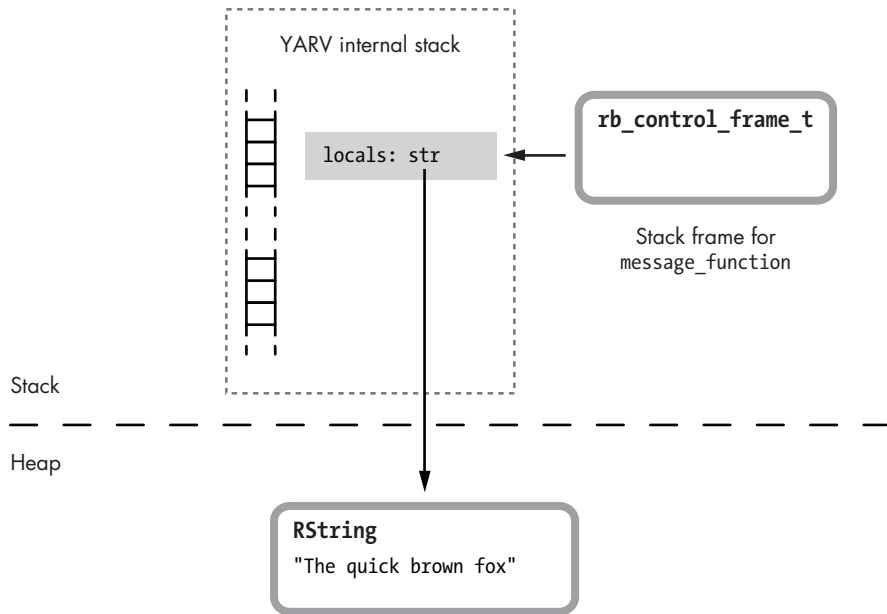 YARV internal stack
rb_control_frame_t
locals: str
Stack frame for
message_function
Stack
Heap
RString
"The quick brown fox"